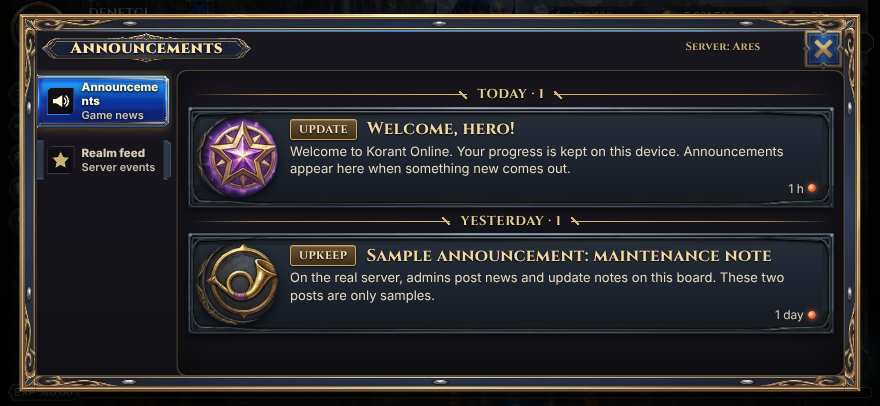 ANNOUNCEMENTS
SERVER: ARES
Announceme
nts
Game news
Realm feed
Server events
TODAY · 1
UPDATE WELCOME, HERO!
Welcome to Korant Online. Your progress is kept on this device. Announcements
appear here when something new comes out.
1 h
YESTERDAY · 1
UPKEEP SAMPLE ANNOUNCEMENT: MAINTENANCE NOTE
On the real server, admins post news and update notes on this board. These two
posts are only samples.
1 day